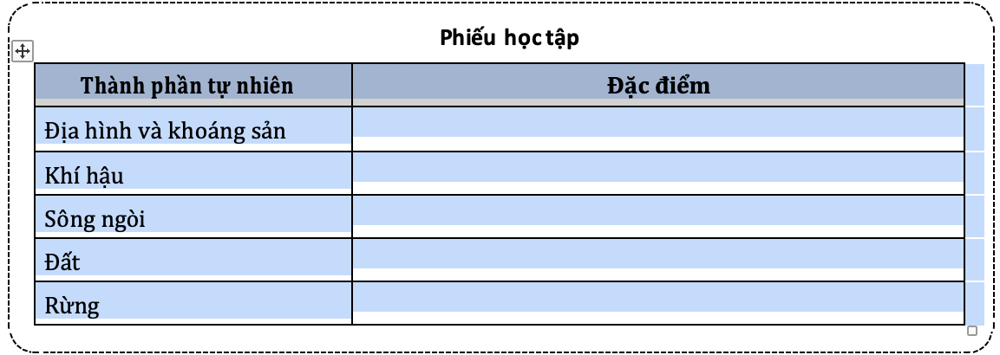 Phiếu học tập
Thành phần tự nhiên
Đặc điểm
Địa hình và khoáng sản
Khí hậu
Sông ngòi
Đất
Rừng